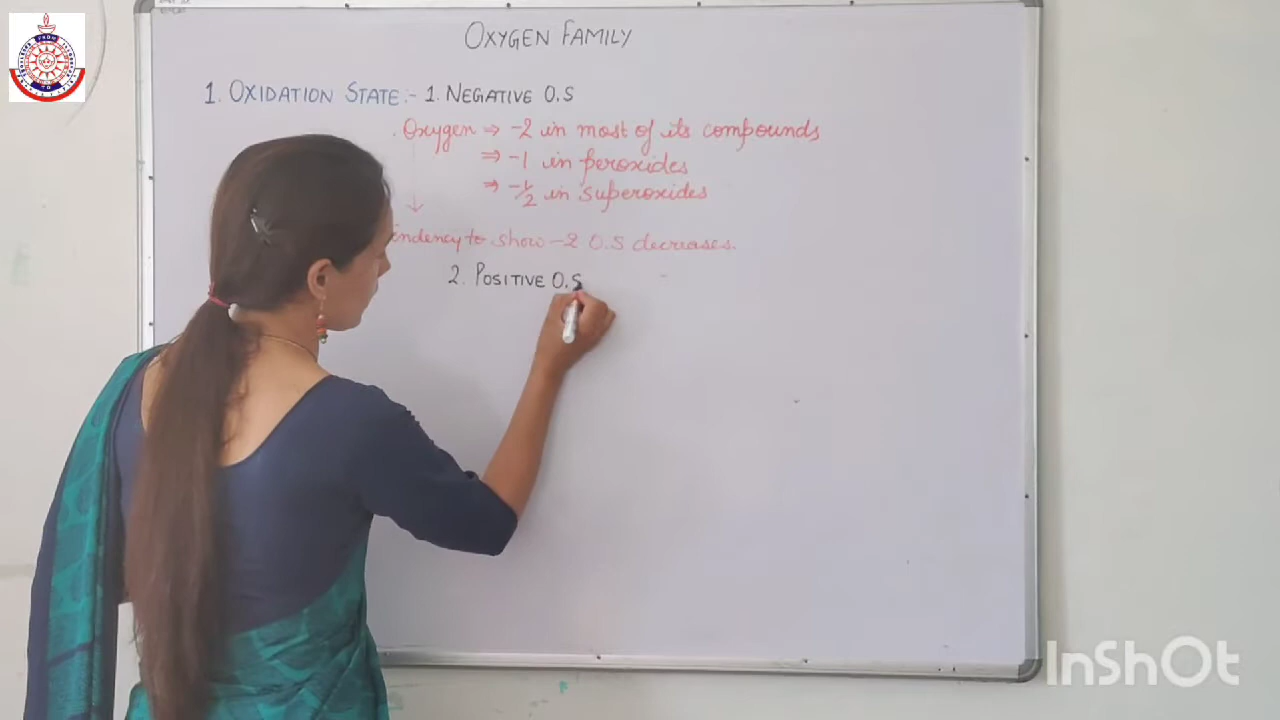 OXYGEN FAMILY
1. OXIDATION STATE:- 1. NEGATIVE O.S
Oxygen ⇒ -2 in most of its compounds
⇒ -1 in peroxides
⇒ -1/2 in superoxides
↓
endency to show -2 O.S decreases.
2. POSITIVE O.S
InShOt